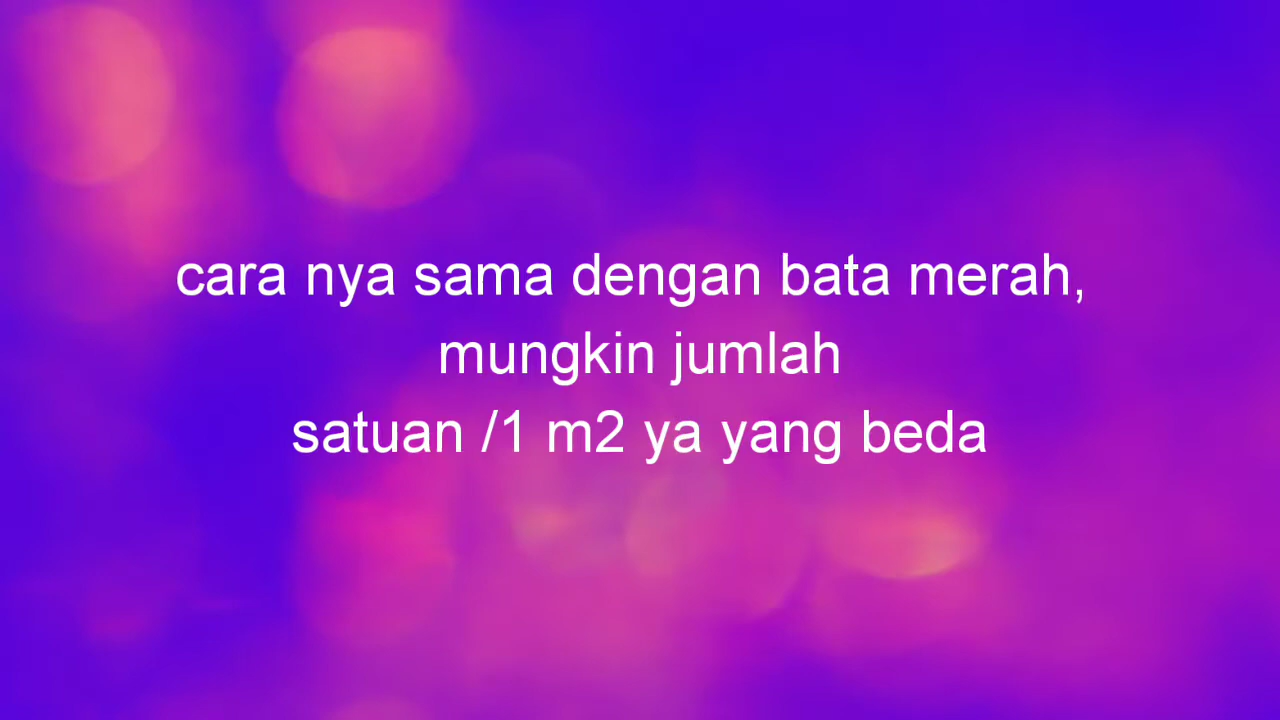 cara nya sama dengan bata merah,
mungkin jumlah
satuan /1 m2 ya yang beda